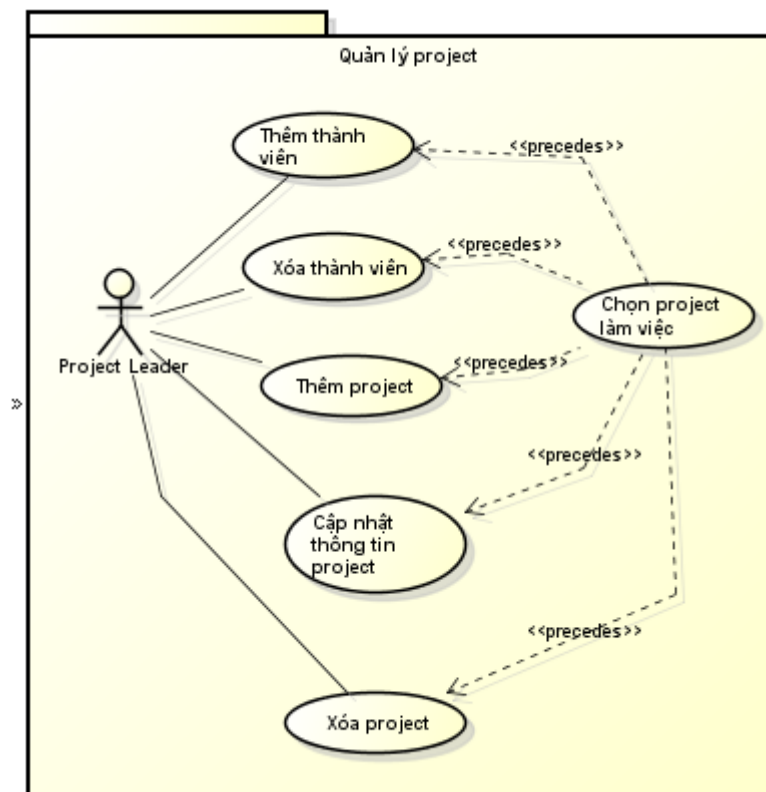 Quản lý project
Thêm thành
viên
<<precedes>>
Xóa thành viên
<<precedes>>
Chọn project
làm việc
Project Leader
Thêm project
<<precedes>>
»
<<precedes>>
Cập nhật
thông tin
project
<<precedes>>
Xóa project